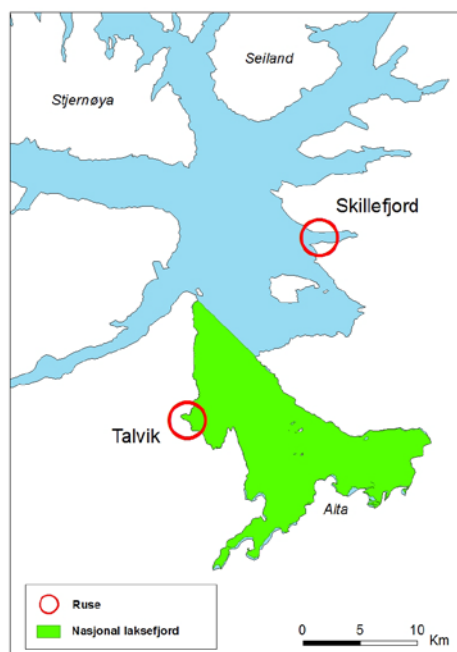 Seiland
Stjernøya
Skillefjord
Talvik
Alta
Ruse
Nasjonal laksefjord
0 5 10
Km